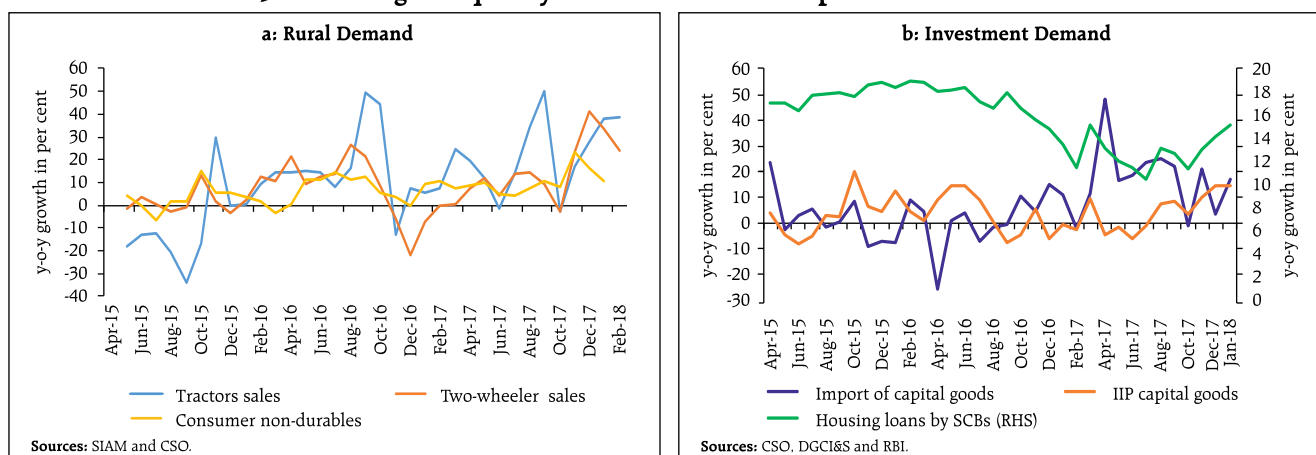 a: Rural Demand
y-o-y growth in per cent
60
50
40
30
20
10
0
-10
-20
-30
-40
Apr-15
Jun-15
Aug-15
Oct-15
Dec-15
Feb-16
Apr-16
Jun-16
Aug-16
Oct-16
Dec-16
Feb-17
Apr-17
Jun-17
Aug-17
Oct-17
Dec-17
Feb-18
Tractors sales
Two-wheeler sales
Consumer non-durables
Sources: SIAM and CSO.
b: Investment Demand
y-o-y growth in per cent
60
50
40
30
20
10
0
-10
-20
-30
20
18
16
14
12
10
8
6
4
2
0
y-o-y growth in per cent
Apr-15
Jun-15
Aug-15
Oct-15
Dec-15
Feb-16
Apr-16
Jun-16
Aug-16
Oct-16
Dec-16
Feb-17
Apr-17
Jun-17
Aug-17
Oct-17
Dec-17
Jan-18
Import of capital goods
IIP capital goods
Housing loans by SCBs (RHS)
Sources: CSO, DGCI&S and RBI.